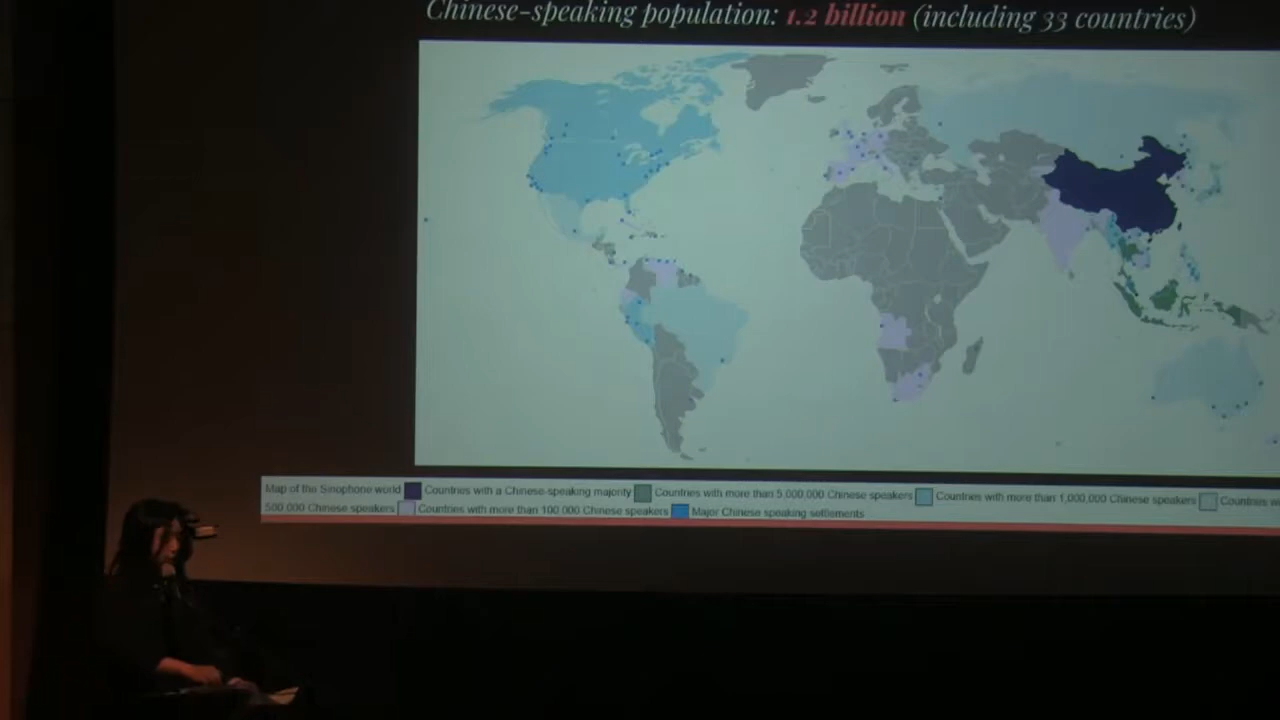 Chinese-speaking population: 1.2 billion (including 33 countries)
Map of the Sinophone world Countries with a Chinese-speaking majority Countries with more than 5,000,000 Chinese speakers Countries with more than 1,000,000 Chinese speakers Countries
500,000 Chinese speakers Countries with more than 100,000 Chinese speakers Major Chinese speaking settlements